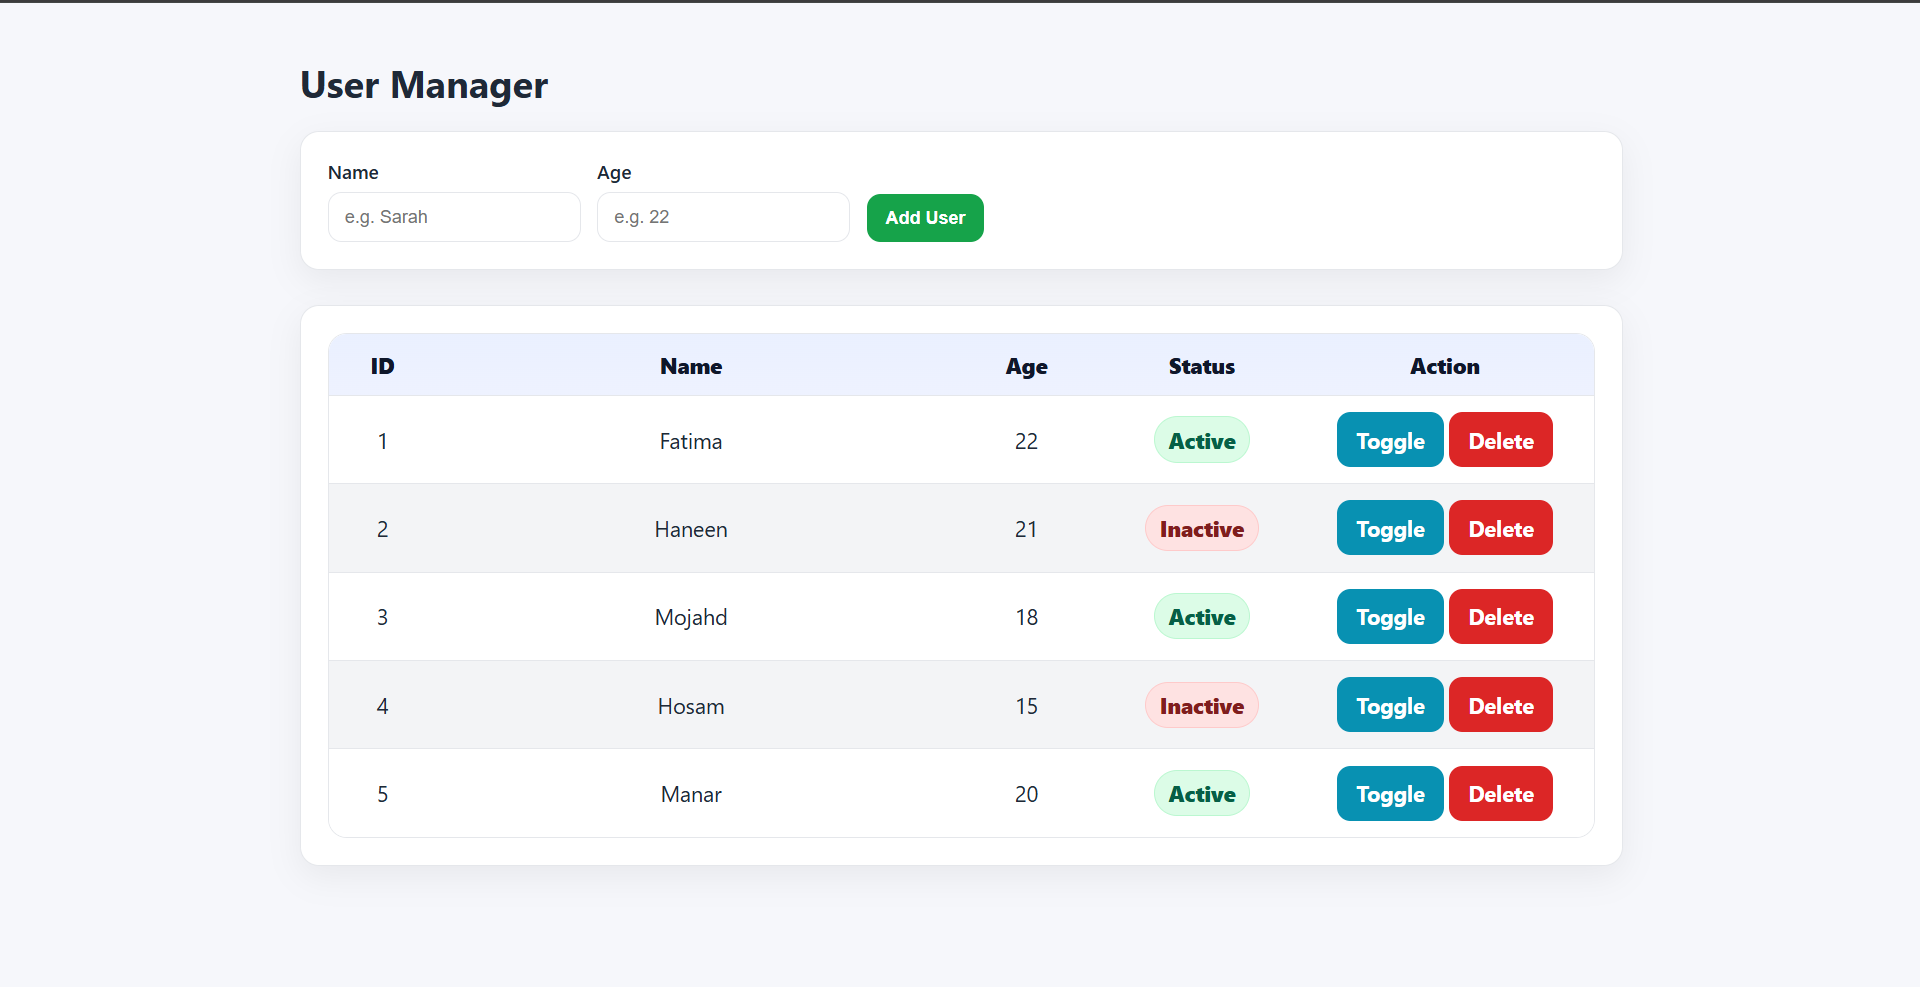 User Manager
Name Age
e.g. Sarah e.g. 22 Add User
ID Name Age Status Action
1 Fatima 22 Active Toggle Delete
2 Haneen 21 Inactive Toggle Delete
3 Mojahd 18 Active Toggle Delete
4 Hosam 15 Inactive Toggle Delete
5 Manar 20 Active Toggle Delete